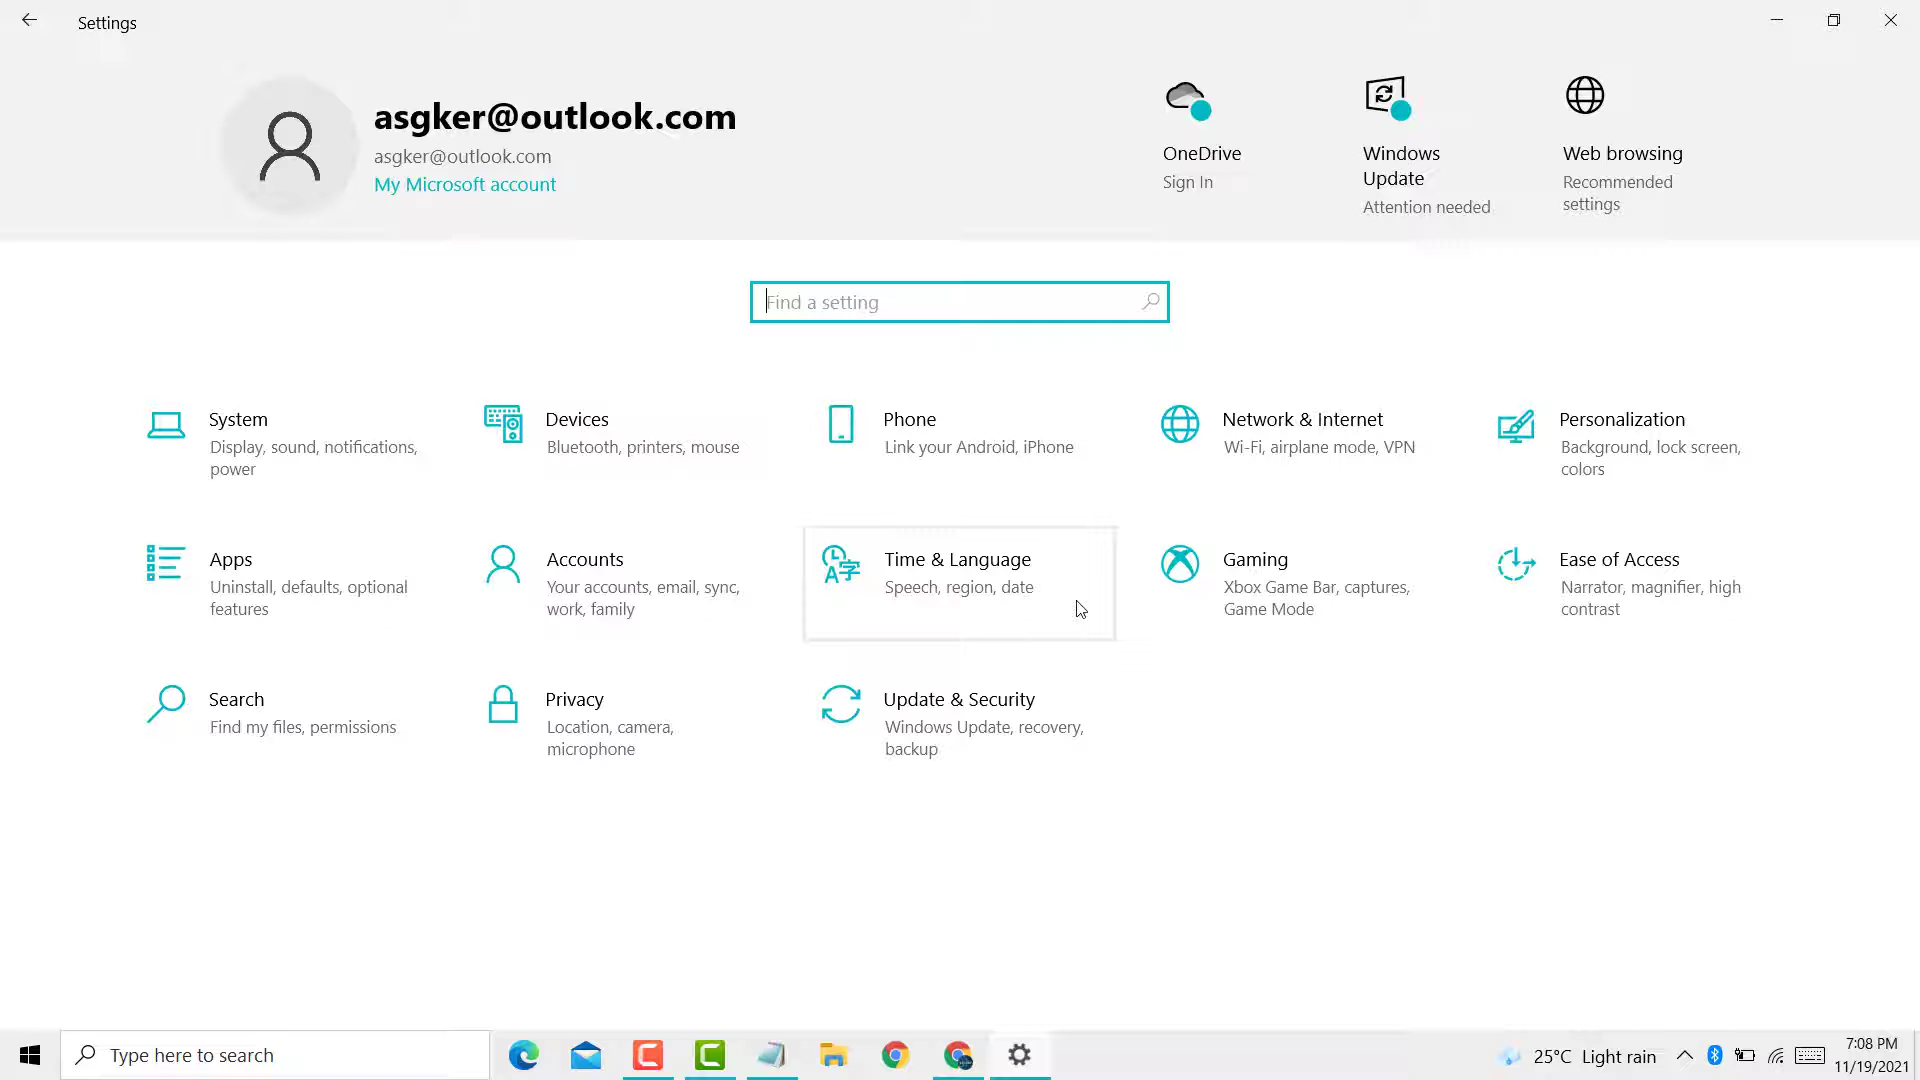 Settings
asgker@outlook.com
asgker@outlook.com
My Microsoft account
OneDrive
Sign In
Windows
Update
Attention needed
Web browsing
Recommended
settings
Find a setting
System
Display, sound, notifications,
power
Devices
Bluetooth, printers, mouse
Phone
Link your Android, iPhone
Network & Internet
Wi-Fi, airplane mode, VPN
Personalization
Background, lock screen,
colors
Apps
Uninstall, defaults, optional
features
Accounts
Your accounts, email, sync,
work, family
Time & Language
Speech, region, date
Gaming
Xbox Game Bar, captures,
Game Mode
Ease of Access
Narrator, magnifier, high
contrast
Search
Find my files, permissions
Privacy
Location, camera,
microphone
Update & Security
Windows Update, recovery,
backup
Type here to search
25°C Light rain
7:08 PM
11/19/2021